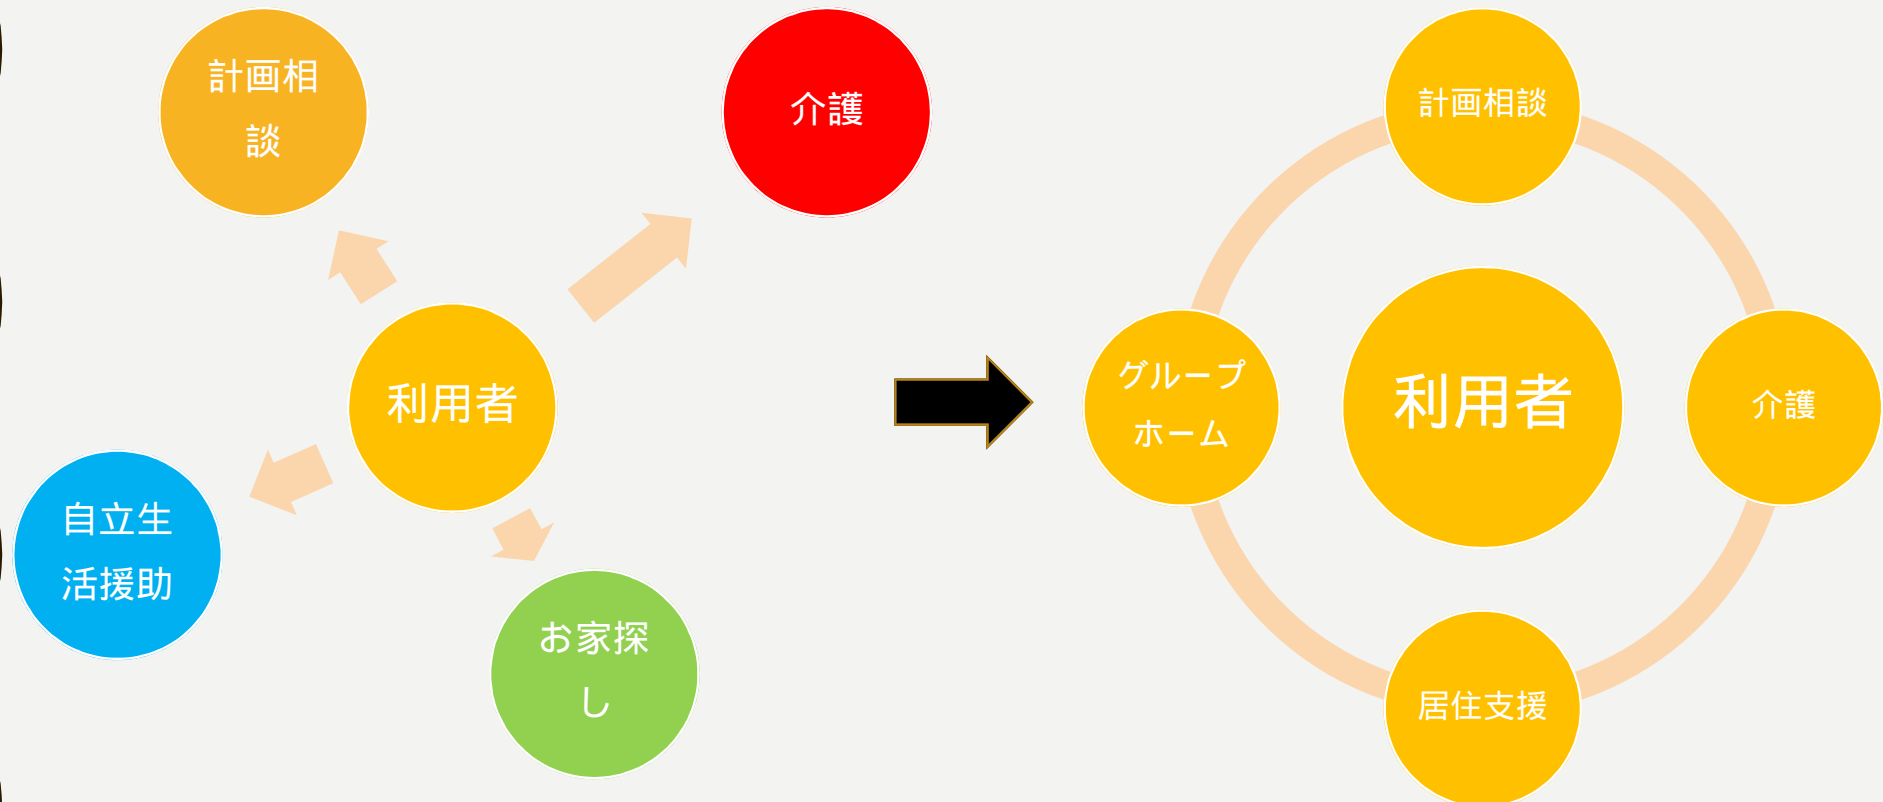 計画相
談
介護
利用者
自立生
活援助
お家探
し
計画相談
グループ
ホーム
利用者
介護
居住支援